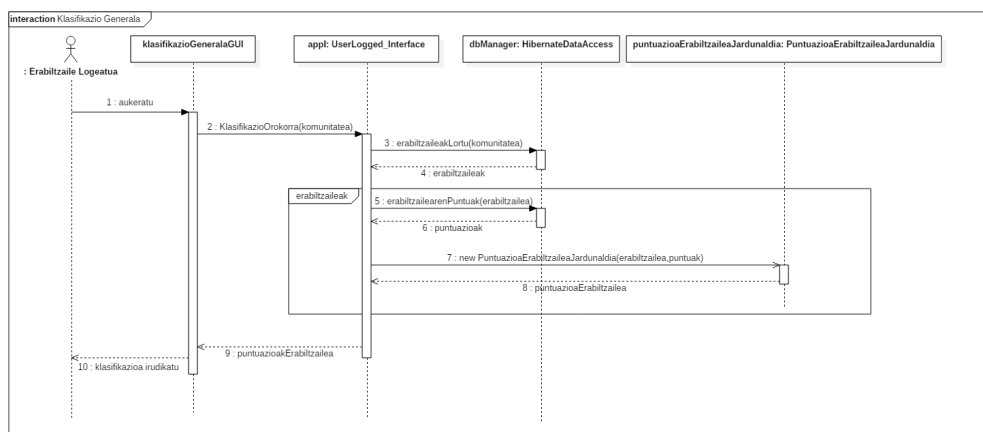 interaction Klasifikazio Generala
: Erabiltzaile Logeatua
klasifikazioGeneralaGUI
appl: UserLogged_Interface
dbManager: HibernateDataAccess
puntuazioaErabiltzaileaJardunaldia: PuntuazioaErabiltzaileaJardunaldia
1 : aukeratu
2 : KlasifikazioOrokorra(komunitatea)
3 : erabiltzaileakLortu(komunitatea)
4 : erabiltzaileak
erabiltzaileak
5 : erabiltzailearenPuntuak(erabiltzailea)
6 : puntuazioak
7 : new PuntuazioaErabiltzaileaJardunaldia(erabiltzailea,puntuak)
8 : puntuazioaErabiltzailea
9 : puntuazioakErabiltzailea
10 : klasifikazioa irudikatu